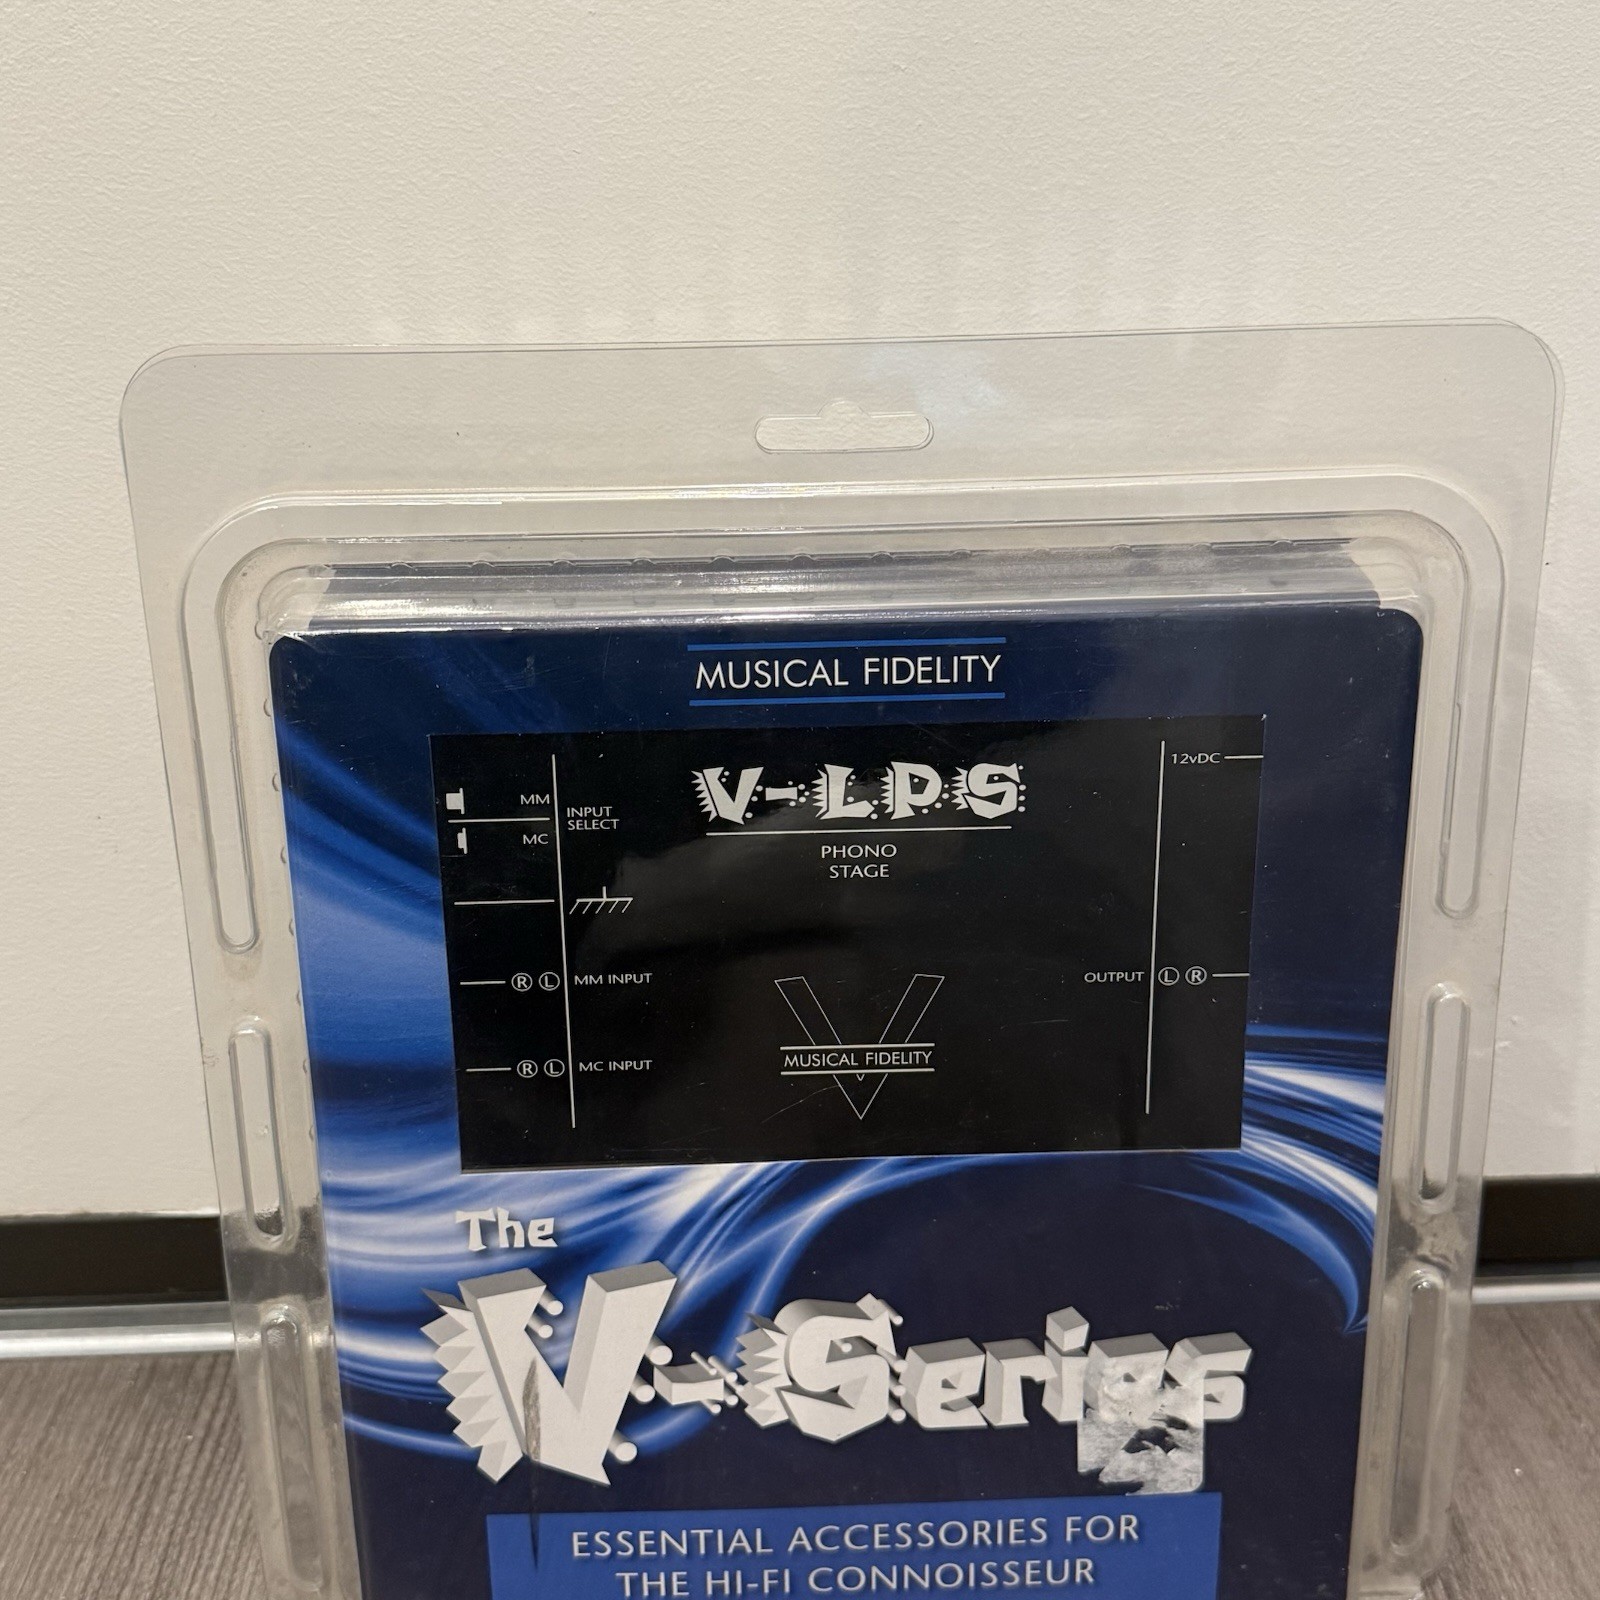 MUSICAL FIDELITY
V-LPS
PHONO
STAGE
MM
MC
INPUT
SELECT
12vDC
R L MM INPUT
OUTPUT L R
R L MC INPUT
MUSICAL FIDELITY
The
V-Series
ESSENTIAL ACCESSORIES FOR
THE HI-FI CONNOISSEUR